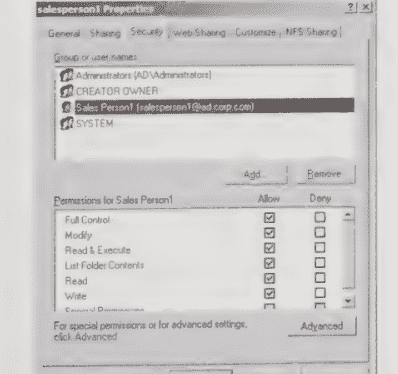 salesperson1 Properties
General Sharing Security Web Sharing Customize NFS Sharing
Group or user names:
Administrators (AD\Administrators)
CREATOR OWNER
Sales Person1 (salesperson1@ad.corp.com)
SYSTEM
Add... Remove
Permissions for Sales Person1 Allow Deny
Full Control
Modify
Read & Execute
List Folder Contents
Read
Write
Special Permissions
For special permissions or for advanced settings,
click Advanced
Advanced